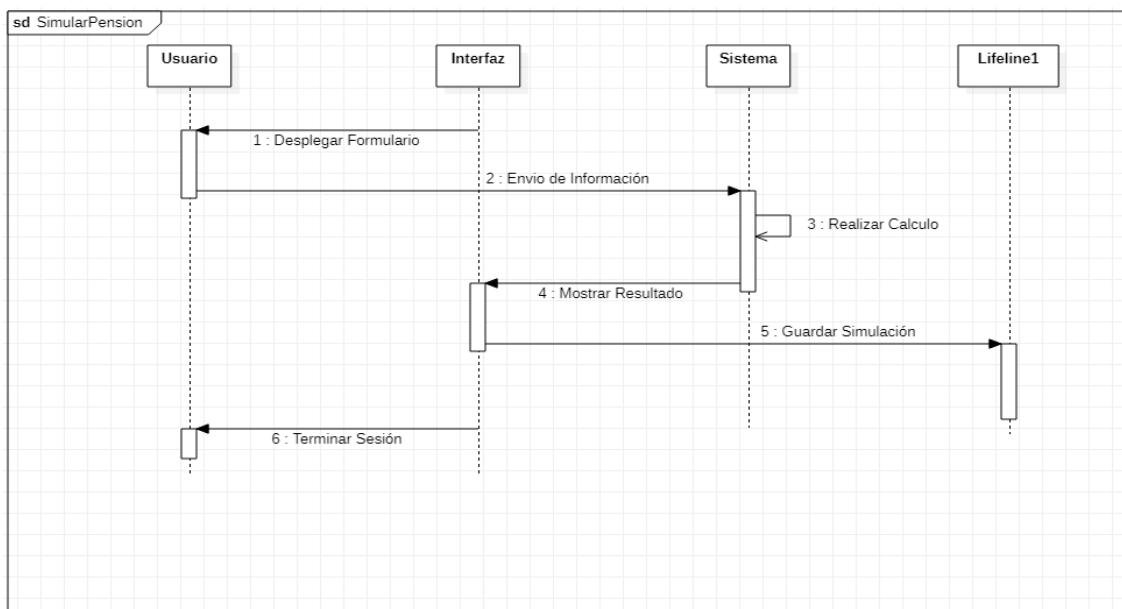 sd SimularPension
Usuario
Interfaz
Sistema
Lifeline1
1 : Desplegar Formulario
2 : Envio de Información
3 : Realizar Calculo
4 : Mostrar Resultado
5 : Guardar Simulación
6 : Terminar Sesión